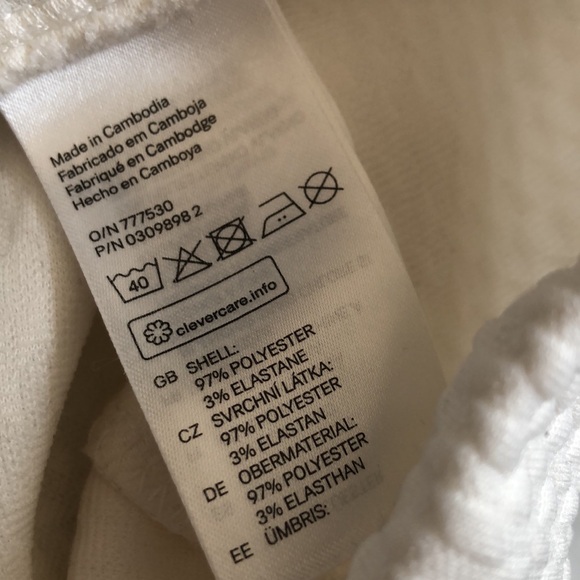 Made in Cambodia
Fabricado em Camboja
Fabriqué en Cambodge
Hecho en Camboya
O/N 777530
P/N 0309898 2
40
clevercare.info
GB SHELL:
97% POLYESTER
3% ELASTANE
CZ SVRCHNÍ LÁTKA:
97% POLYESTER
3% ELASTAN
DE OBERMATERIAL:
97% POLYESTER
3% ELASTHAN
EE ÜMBRIS: